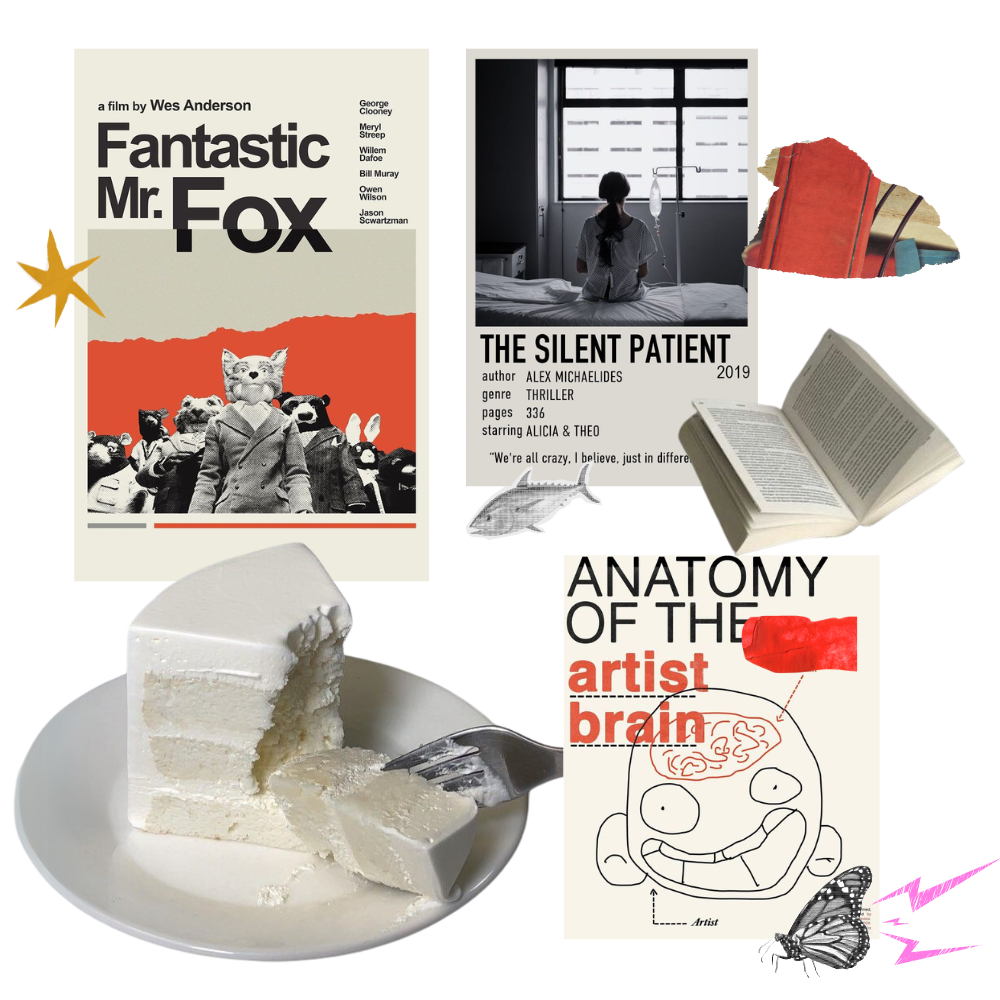 a film by Wes Anderson
Fantastic
Mr. Fox
George
Clooney
Meryl
Streep
Willem
Dafoe
Bill Muray
Owen
Wilson
Jason
Scwartzman
THE SILENT PATIENT
2019
author ALEX MICHAELIDES
genre THRILLER
pages 336
starring ALICIA & THEO
"We're all crazy, I believe, just in differe
ANATOMY
OF THE
artist
brain
Artist